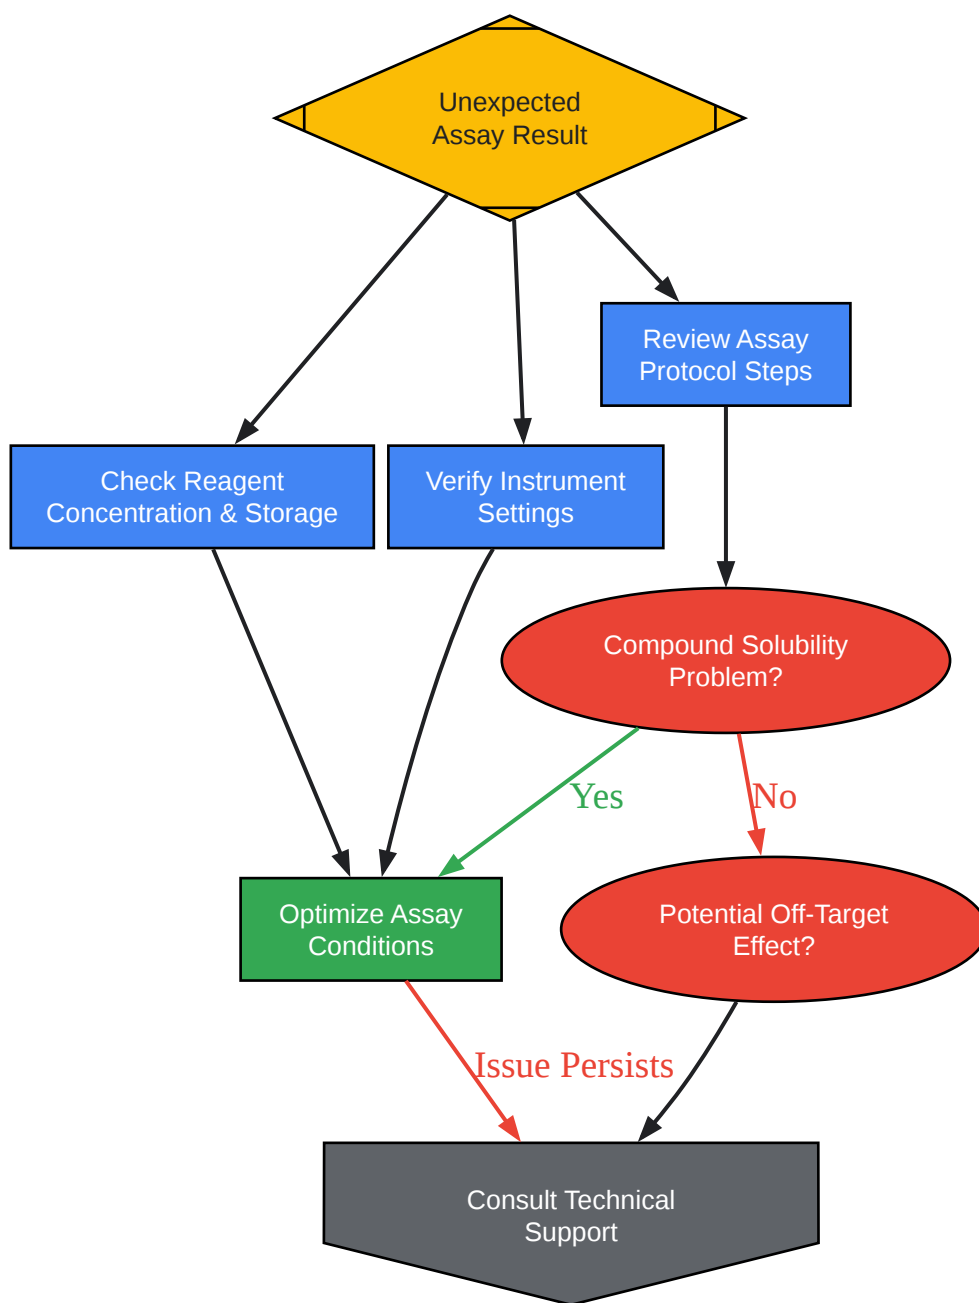 Unexpected
Assay Result
Review Assay
Protocol Steps
Check Reagent
Concentration & Storage
Verify Instrument
Settings
Compound Solubility
Problem?
Yes
No
Optimize Assay
Conditions
Potential Off-Target
Effect?
Issue Persists
Consult Technical
Support